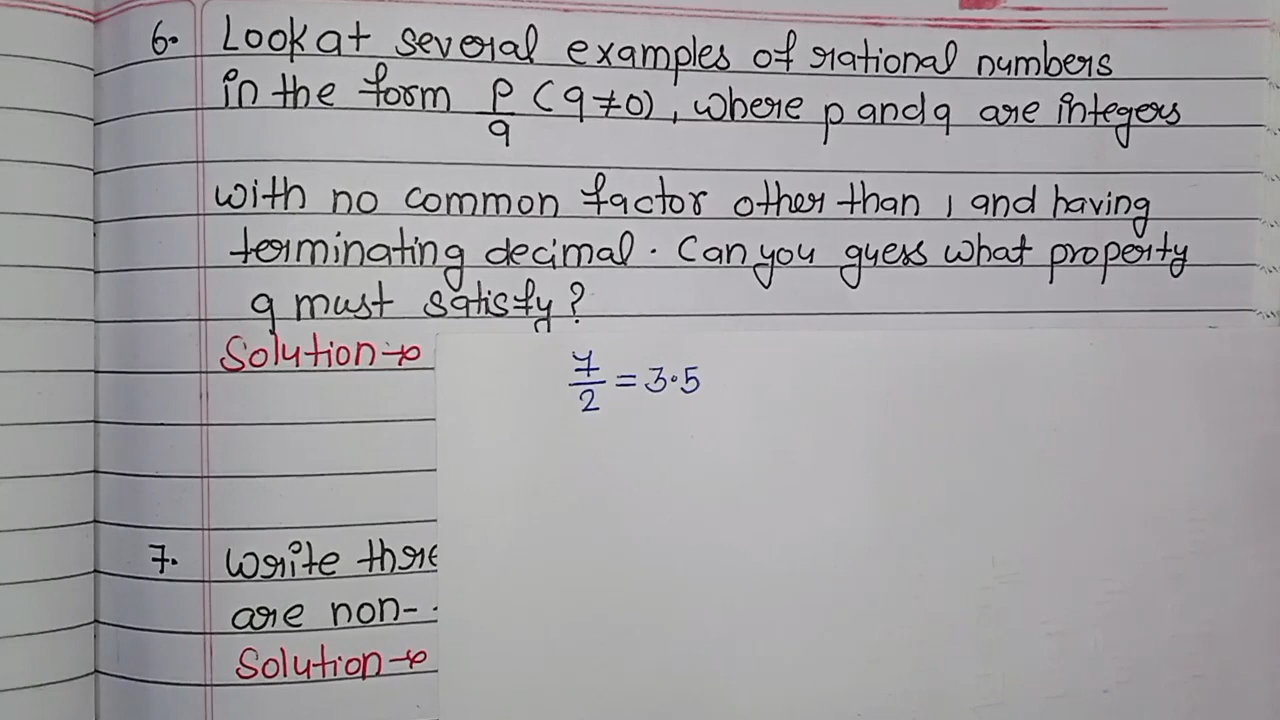 6. Look at several examples of rational numbers
in the form p/q (q≠0), where p and q are integers
with no common factor other than 1 and having
terminating decimal. Can you guess what property
q must satisfy?
Solution→
7/2 = 3.5
7. Write thre
are non-
Solution→